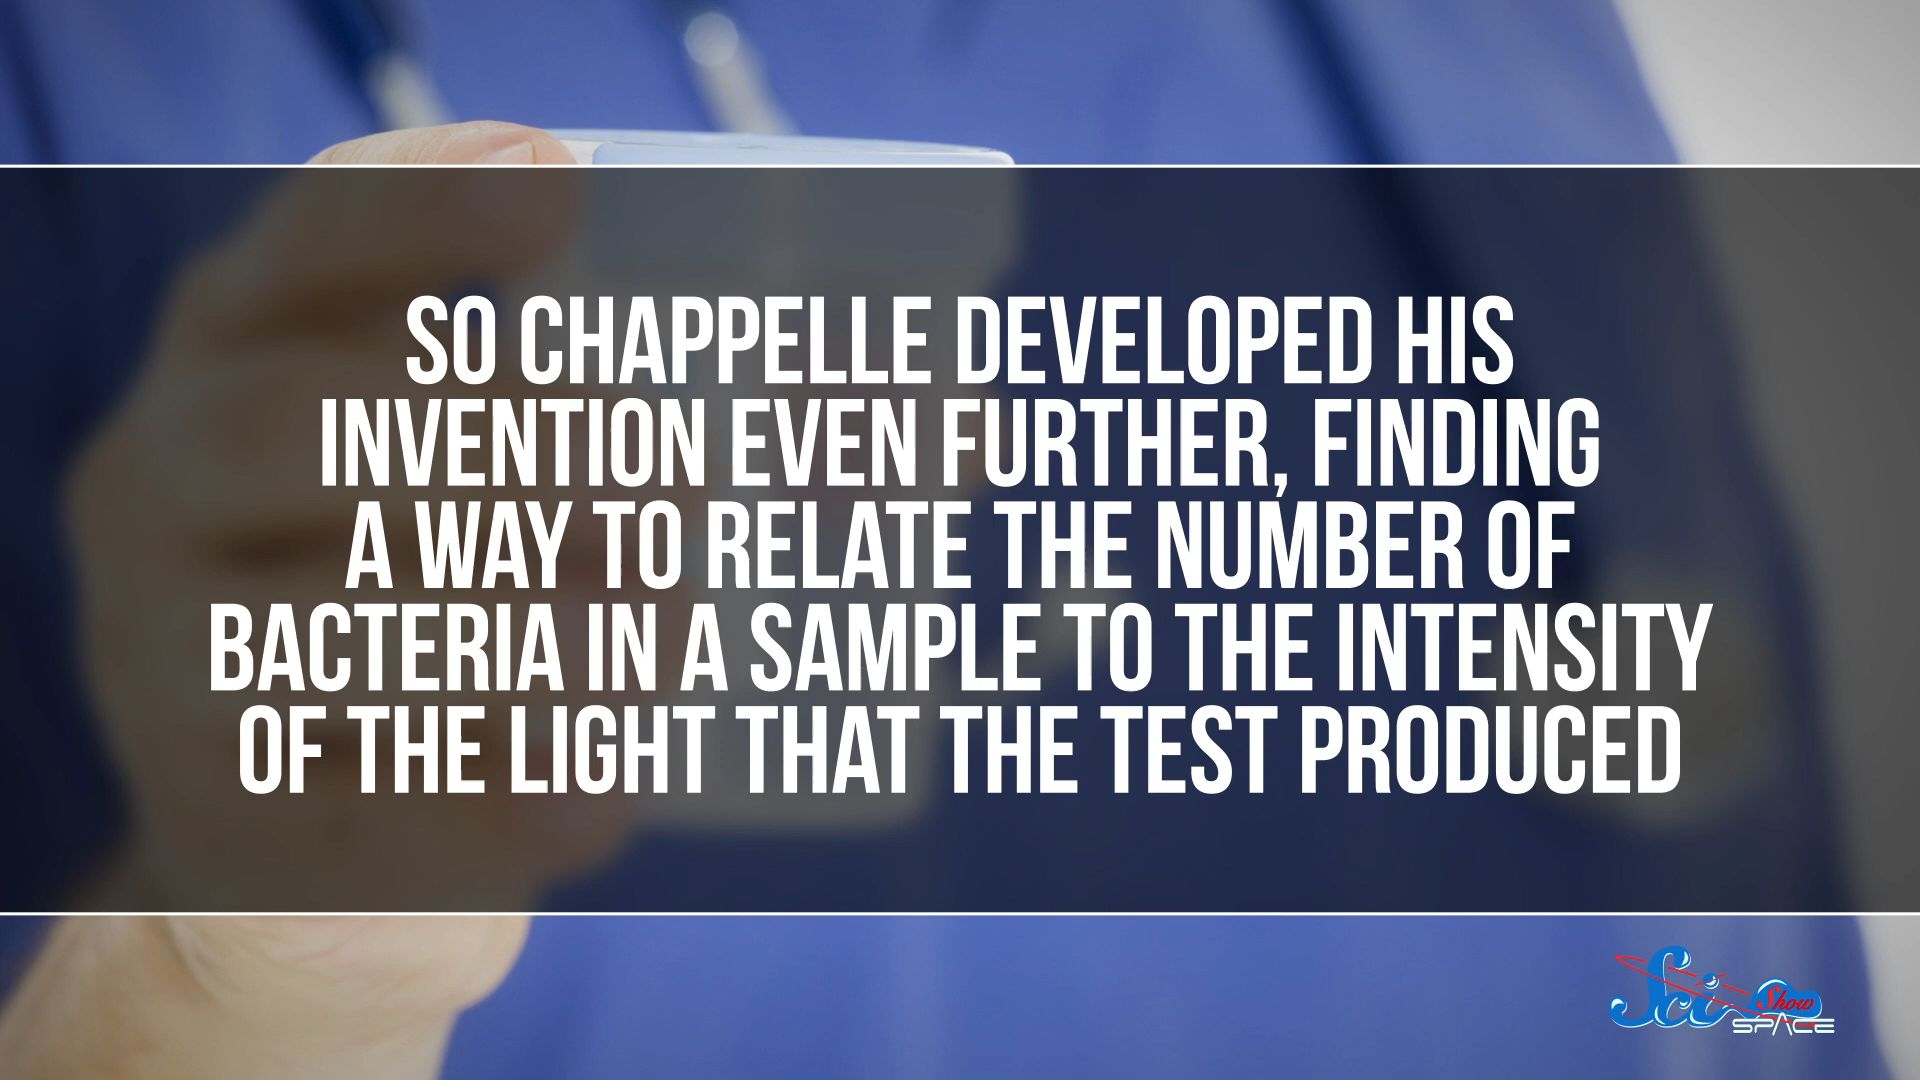 SO CHAPPELLE DEVELOPED HIS
INVENTION EVEN FURTHER, FINDING
A WAY TO RELATE THE NUMBER OF
BACTERIA IN A SAMPLE TO THE INTENSITY
OF THE LIGHT THAT THE TEST PRODUCED
Sci Show
SPACE